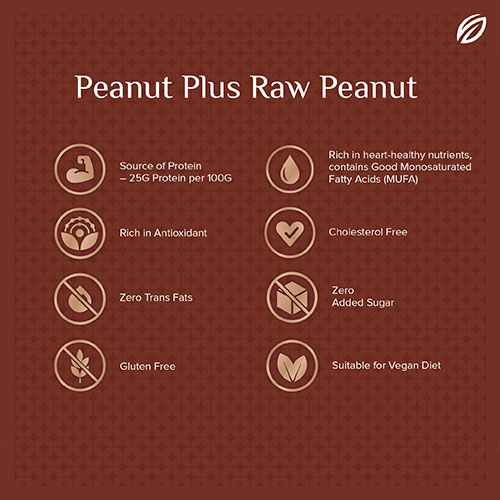 Peanut Plus Raw Peanut
Source of Protein
– 25G Protein per 100G
Rich in heart-healthy nutrients,
contains Good Monosaturated
Fatty Acids (MUFA)
Rich in Antioxidant
Cholesterol Free
Zero Trans Fats
Zero
Added Sugar
Gluten Free
Suitable for Vegan Diet